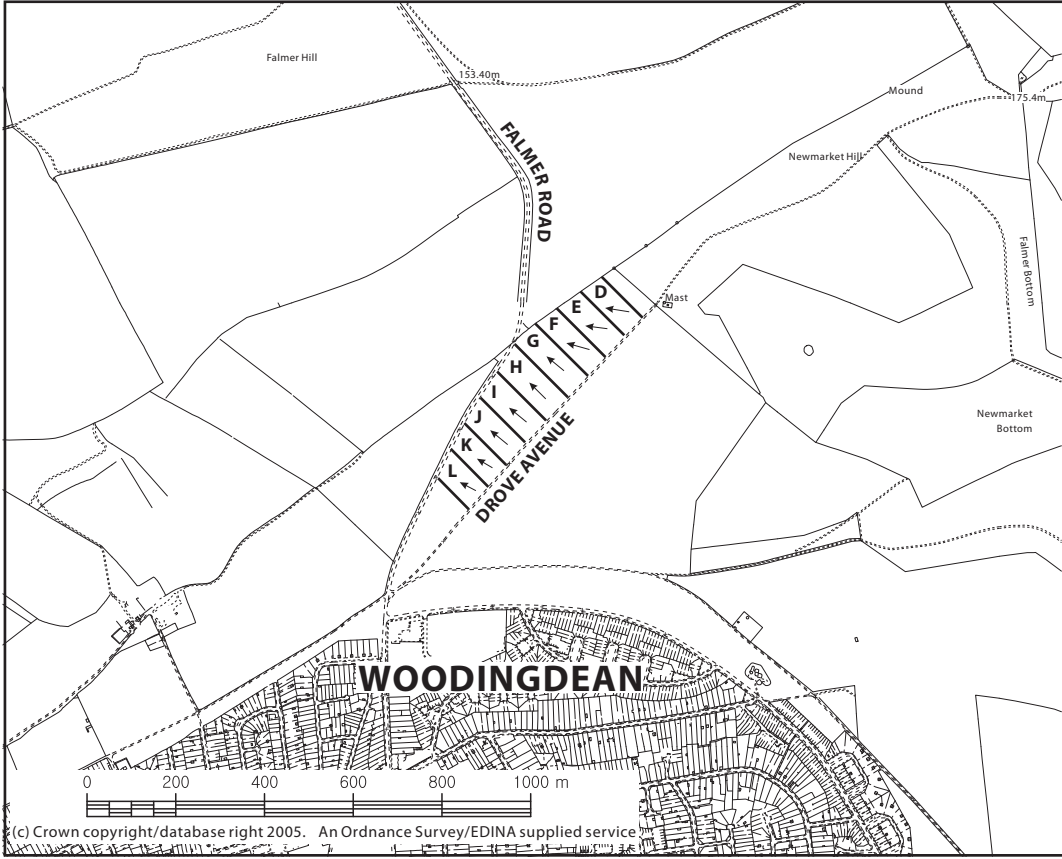 Falmer Hill
153.40m
Mound
175.4m
FALMER ROAD
Newmarket Hill
Falmer Bottom
Mast
D
E
F
G
H
I
J
K
L
DROVE AVENUE
Newmarket
Bottom
WOODINGDEAN
0 200 400 600 800 1000 m
(c) Crown copyright/database right 2005. An Ordnance Survey/EDINA supplied service